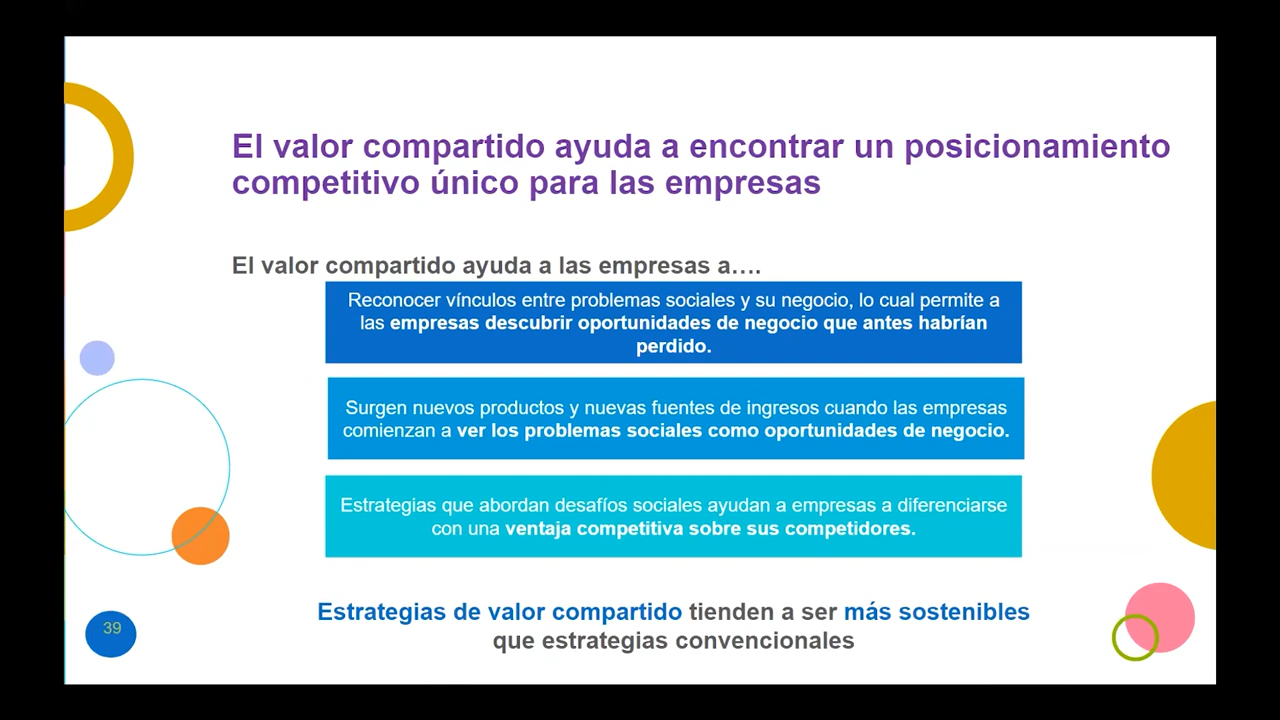 El valor compartido ayuda a encontrar un posicionamiento
competitivo único para las empresas
El valor compartido ayuda a las empresas a….
Reconocer vínculos entre problemas sociales y su negocio, lo cual permite a
las empresas descubrir oportunidades de negocio que antes habrían
perdido.
Surgen nuevos productos y nuevas fuentes de ingresos cuando las empresas
comienzan a ver los problemas sociales como oportunidades de negocio.
Estrategias que abordan desafíos sociales ayudan a empresas a diferenciarse
con una ventaja competitiva sobre sus competidores.
Estrategias de valor compartido tienden a ser más sostenibles
que estrategias convencionales
39